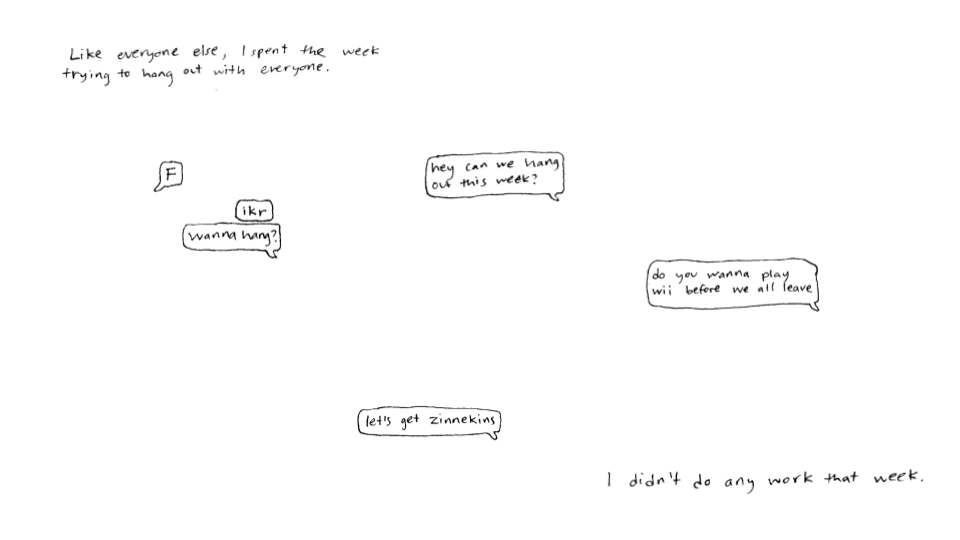 Like everyone else, I spent the week
trying to hang out with everyone.
F
ikr
wanna hang?
hey can we hang
out this week?
do you wanna play
wii before we all leave
let's get zinnekins
I didn't do any work that week.